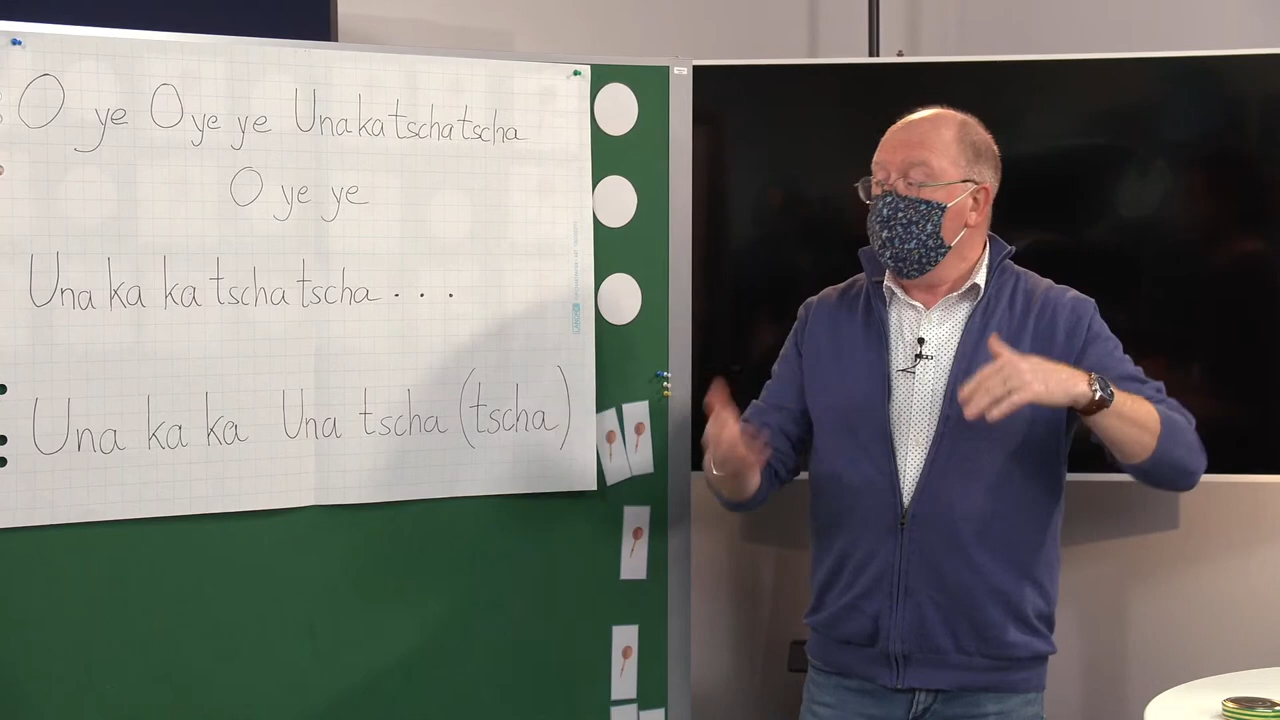 O ye O ye ye Unakatschatscha
O ye ye
Una ka ka tscha tscha . . .
Una ka ka Una tscha (tscha)